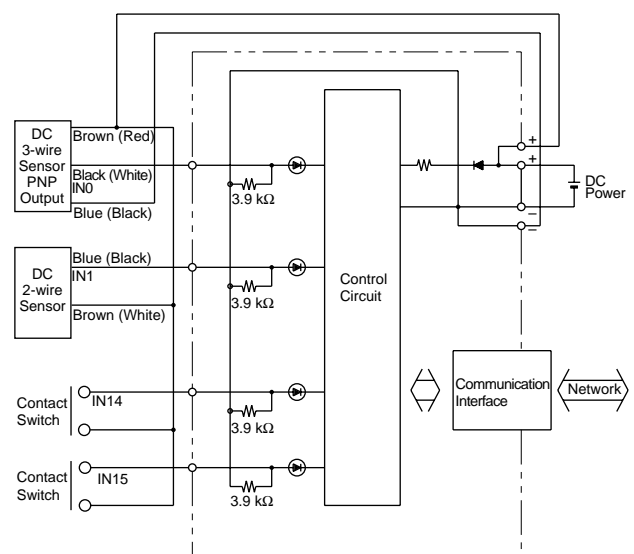 DC
3-wire
Sensor
PNP
Output
Brown (Red)
Black (White)
IN0
Blue (Black)
3.9 kΩ
DC
2-wire
Sensor
Blue (Black)
IN1
Brown (White)
3.9 kΩ
Contact
Switch
IN14
3.9 kΩ
Contact
Switch
IN15
3.9 kΩ
Control
Circuit
+
+
−
−
DC
Power
Communication
Interface
Network